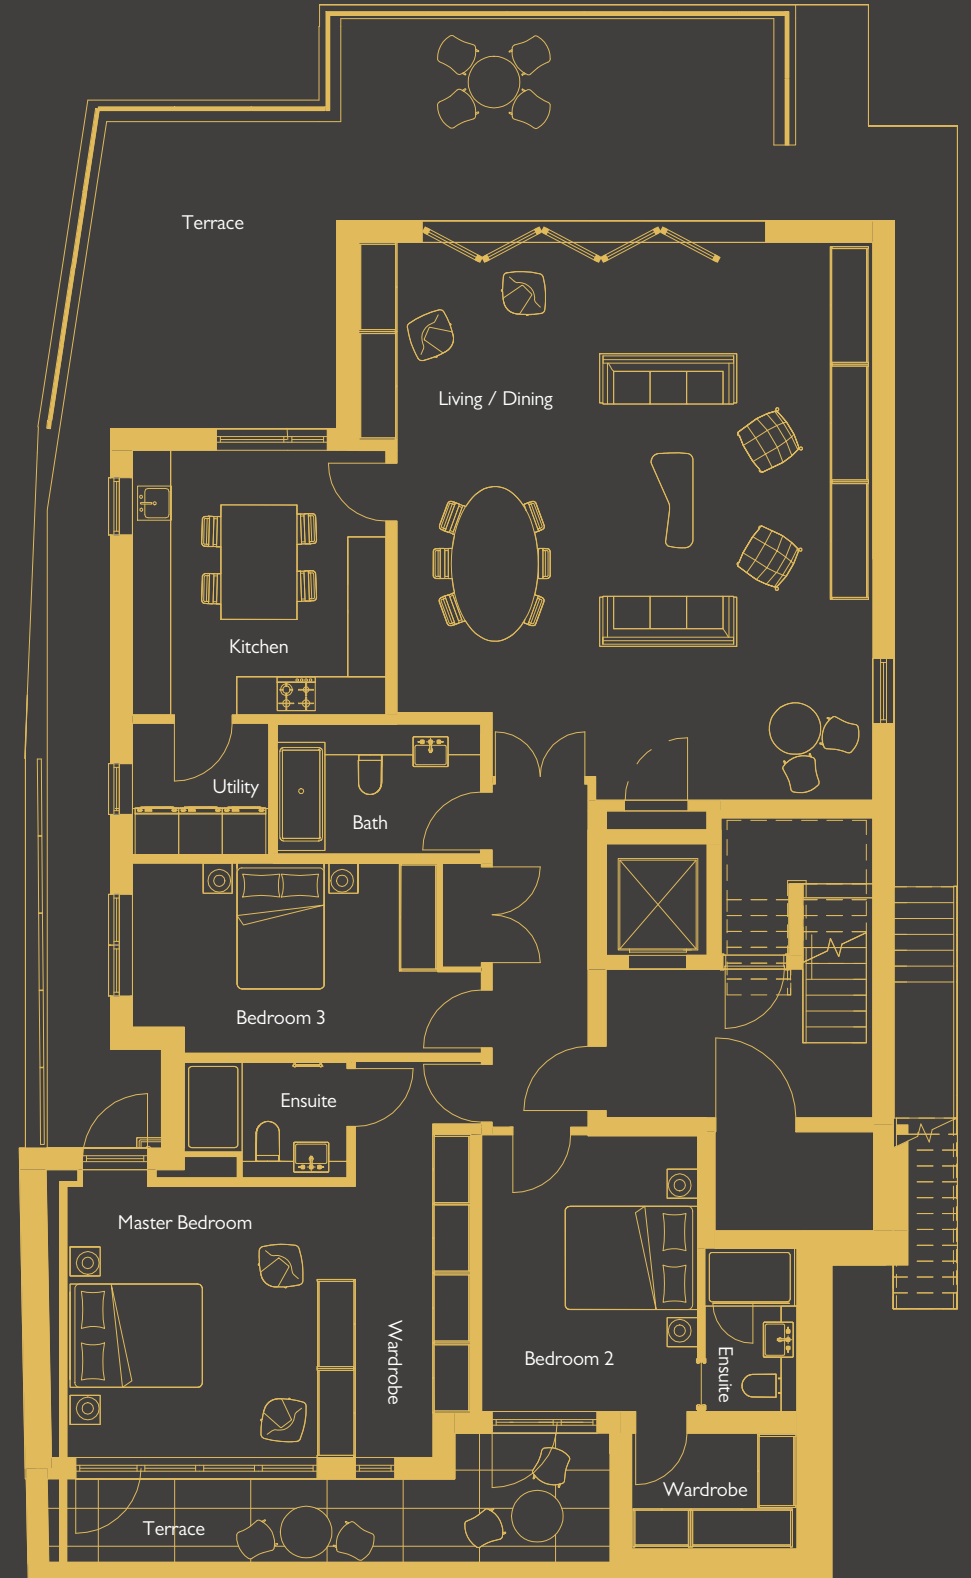 Terrace
Living / Dining
Kitchen
Utility
Bath
Bedroom 3
Ensuite
Master Bedroom
Wardrobe
Bedroom 2
Ensuite
Wardrobe
Terrace